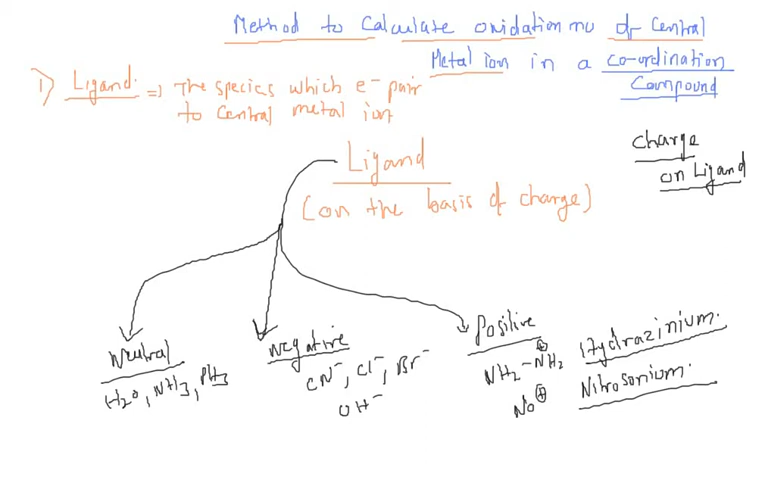 Method to Calculate oxidation no of Central
Metal ion in a co-ordination
Compound
1) Ligand. => The species which e- pair
to central metal ion
Charge
on Ligand
Ligand
(on the basis of charge)
Neutral
H2O, NH3, PH3
Negative
CN⁻, Cl⁻, Br⁻
OH⁻
Positive
NH2-NH2⊕
NO⊕
Hydrazinium.
Nitrosonium.